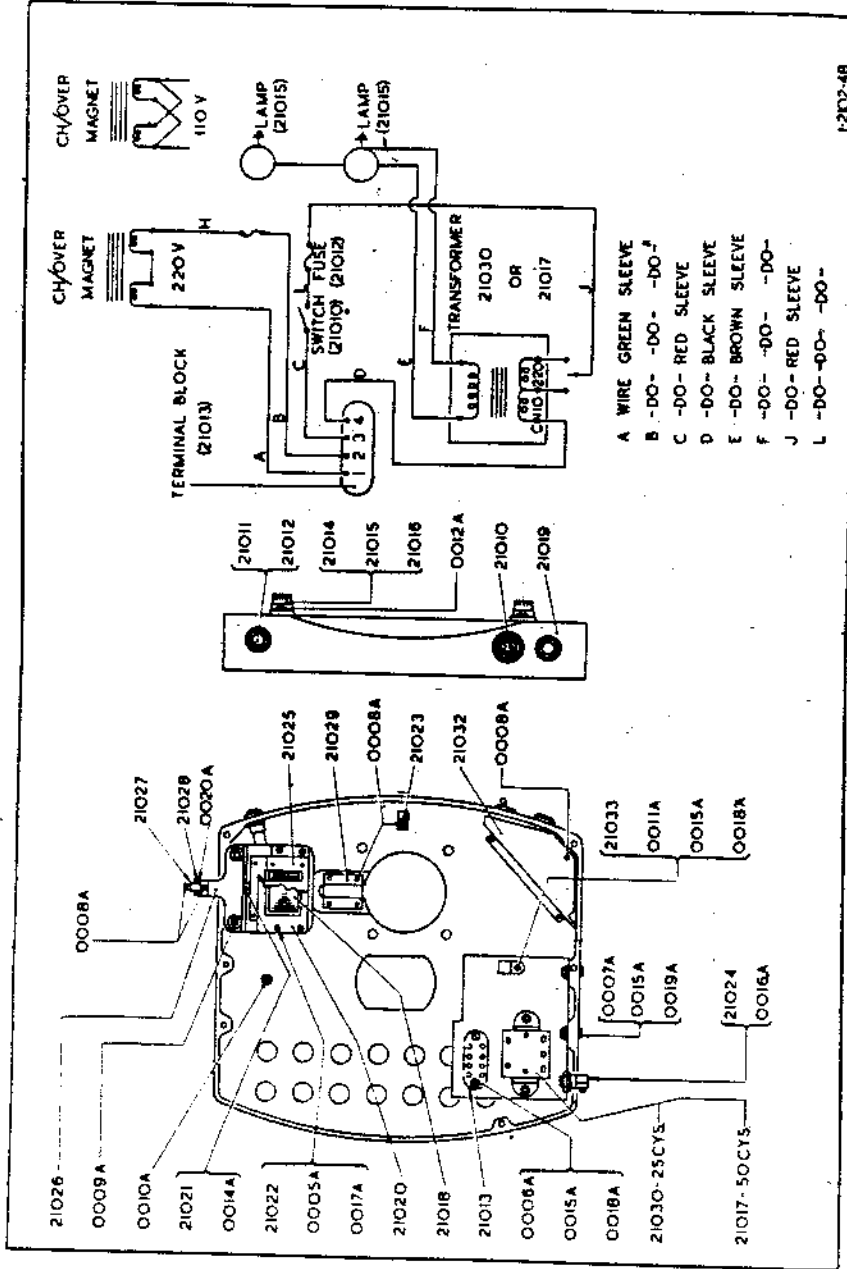 CH/OVER
MAGNET
220 V
CH/OVER
MAGNET
110 V
LAMP
(21015)
LAMP
(21015)
TERMINAL BLOCK
(21013)
A
B
H
C
SWITCH
(21010)
L
FUSE
(21012)
D
1 2 3 4
E
F
J
TRANSFORMER
21030
OR
21017
COM 110 220
A WIRE GREEN SLEEVE
B -DO- -DO- -DO-
C -DO- RED SLEEVE
D -DO- BLACK SLEEVE
E -DO- BROWN SLEEVE
F -DO- -DO- -DO-
J -DO- RED SLEEVE
L -DO- -DO- -DO-
21011
21012
21014
21015
21016
0012A
21010
21019
0008A
21027
21028
0020A
21025
21029
0008A
21023
21032
0008A
21033
0011A
0015A
0018A
0007A
0015A
0019A
21024
0016A
21026
0009A
0010A
21021
0014A
21022
0005A
0017A
21020
21018
21013
0006A
0015A
0018A
21030-25CYS
21017-50CYS
1-2102-48